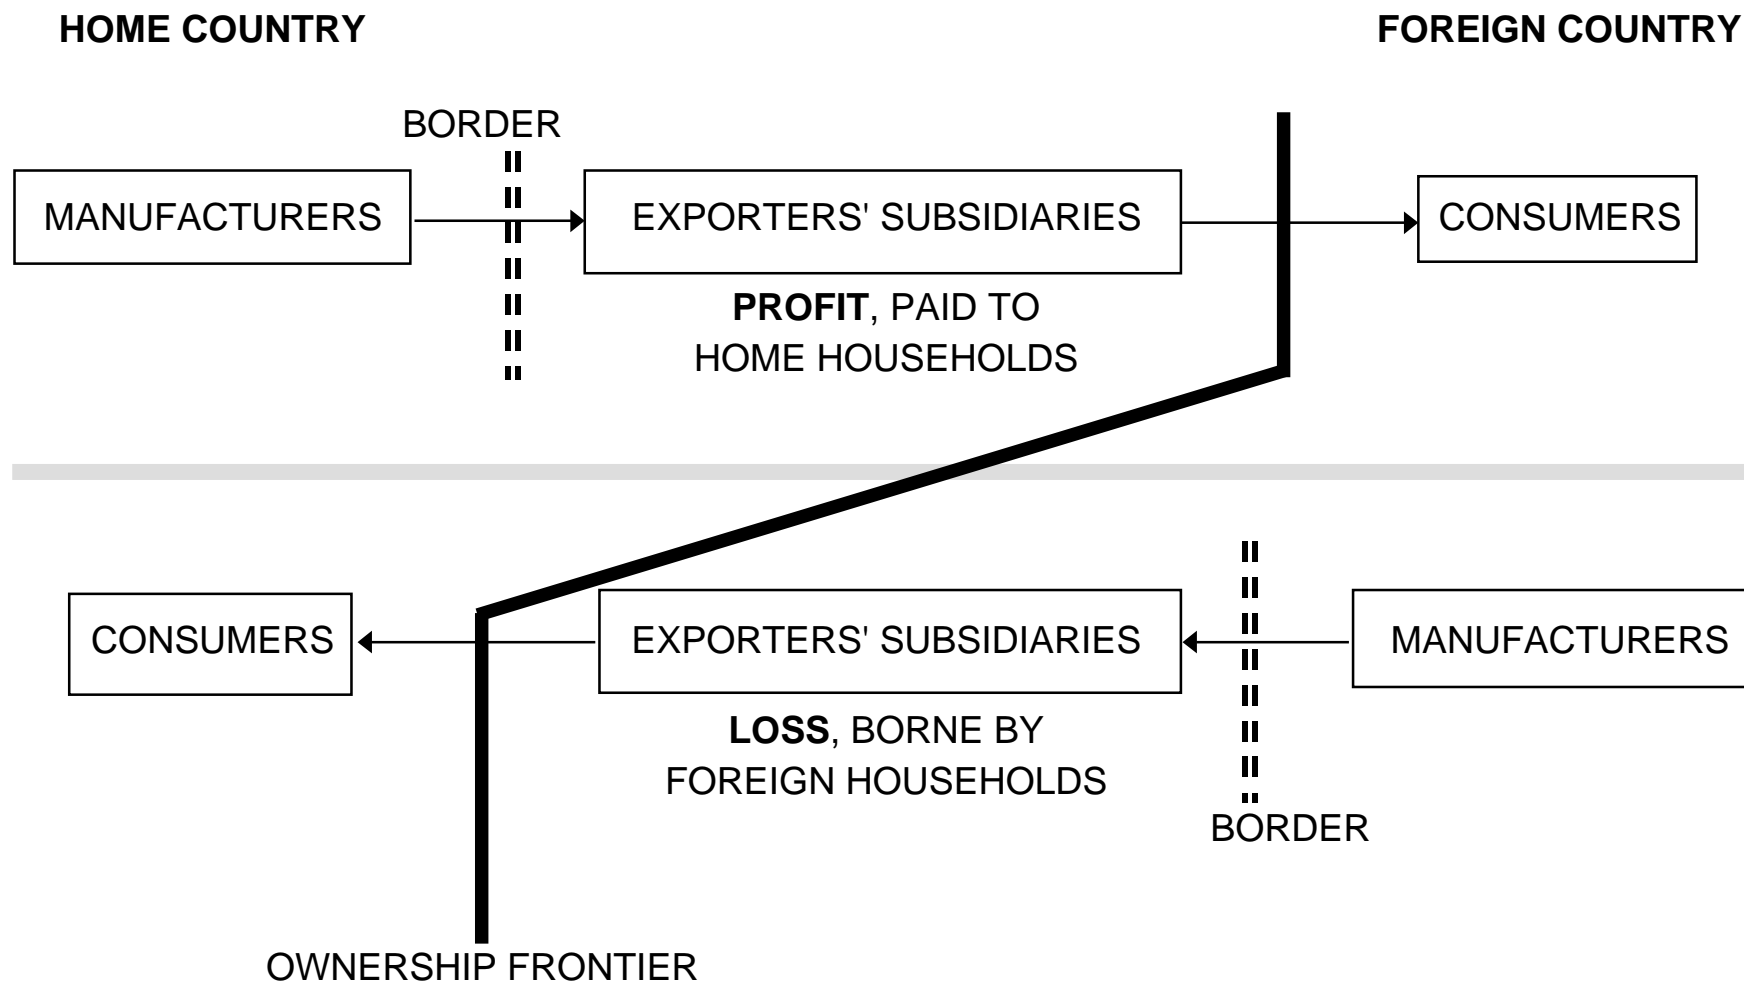 HOME COUNTRY
FOREIGN COUNTRY
BORDER
MANUFACTURERS
EXPORTERS' SUBSIDIARIES
CONSUMERS
PROFIT, PAID TO
HOME HOUSEHOLDS
CONSUMERS
EXPORTERS' SUBSIDIARIES
MANUFACTURERS
LOSS, BORNE BY
FOREIGN HOUSEHOLDS
BORDER
OWNERSHIP FRONTIER